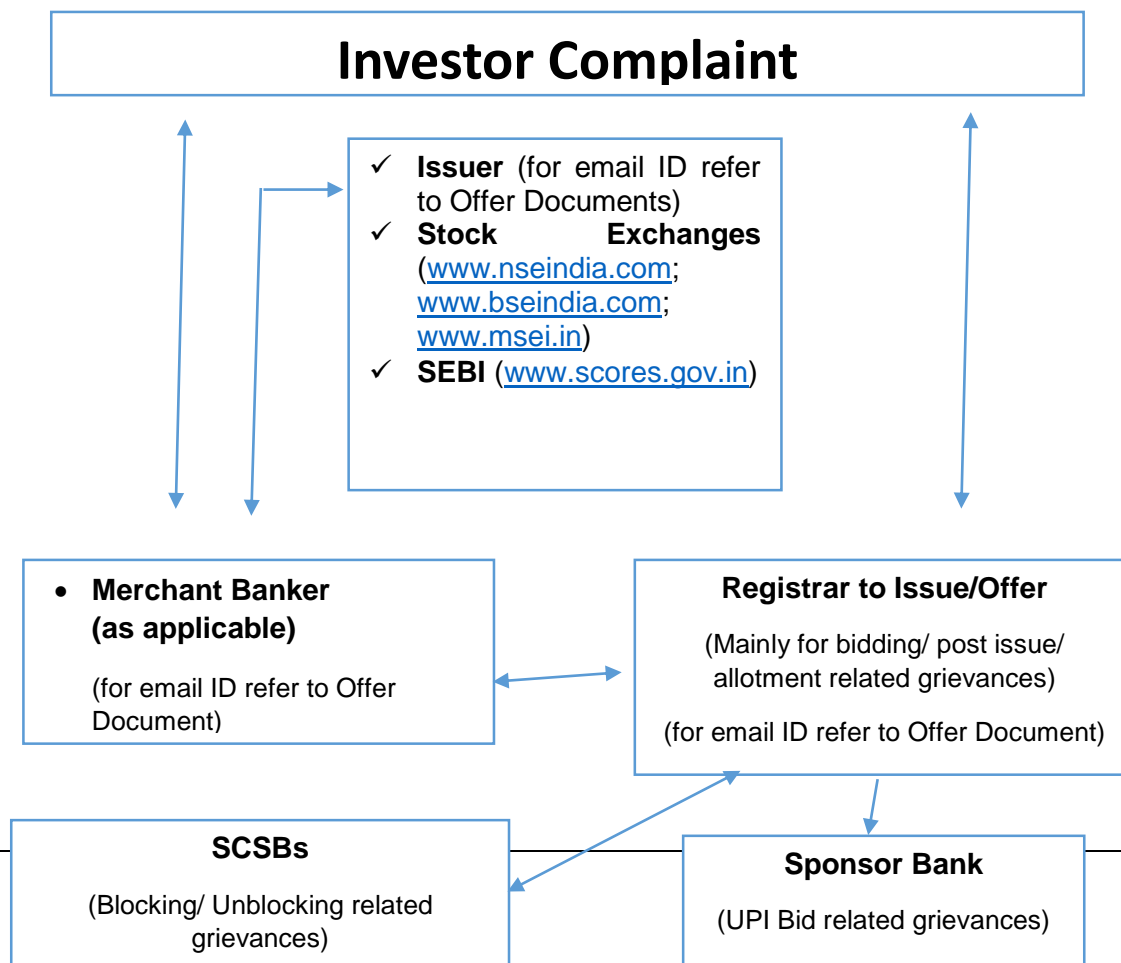 Investor Complaint
✓ Issuer (for email ID refer
to Offer Documents)
✓ Stock Exchanges
(www.nseindia.com;
www.bseindia.com;
www.msei.in)
✓ SEBI (www.scores.gov.in)
• Merchant Banker
(as applicable)
(for email ID refer to Offer
Document)
Registrar to Issue/Offer
(Mainly for bidding/ post issue/
allotment related grievances)
(for email ID refer to Offer Document)
SCSBs
(Blocking/ Unblocking related
grievances)
Sponsor Bank
(UPI Bid related grievances)